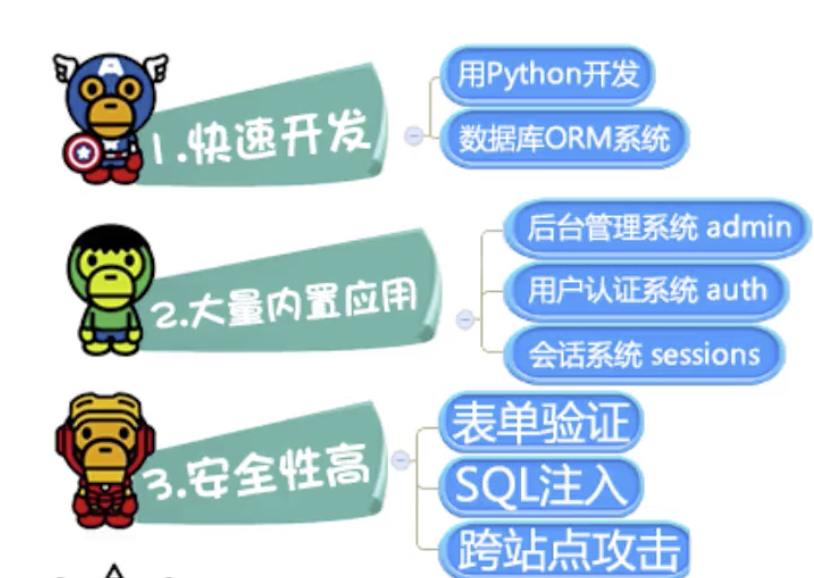 1.快速开发
用Python开发
数据库ORM系统
2.大量内置应用
后台管理系统 admin
用户认证系统 auth
会话系统 sessions
3.安全性高
表单验证
SQL注入
跨站点攻击